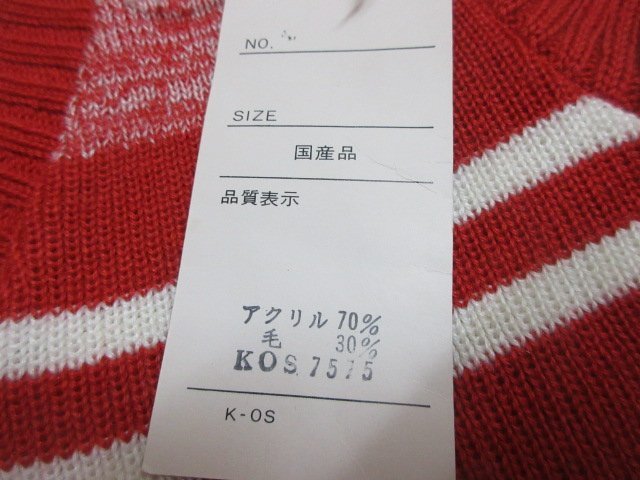 NO.
SIZE
国産品
品質表示
アクリル 70%
毛 30%
KOS 7575
K-OS